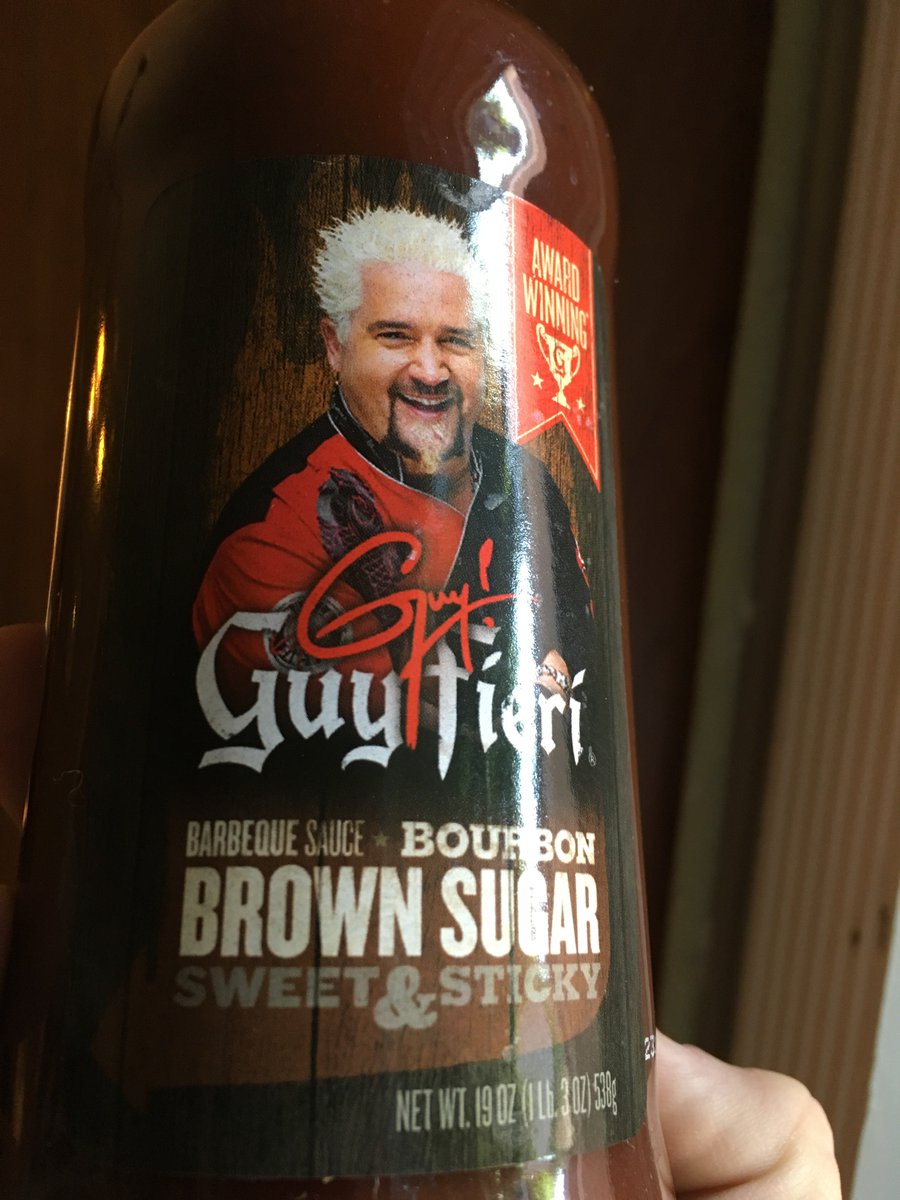 AWARD
WINNING
G
Guy!
Guy Fieri
BARBEQUE SAUCE ★ BOURBON
BROWN SUGAR
SWEET & STICKY
NET WT. 19 OZ (1 Lb. 3 OZ) 538g